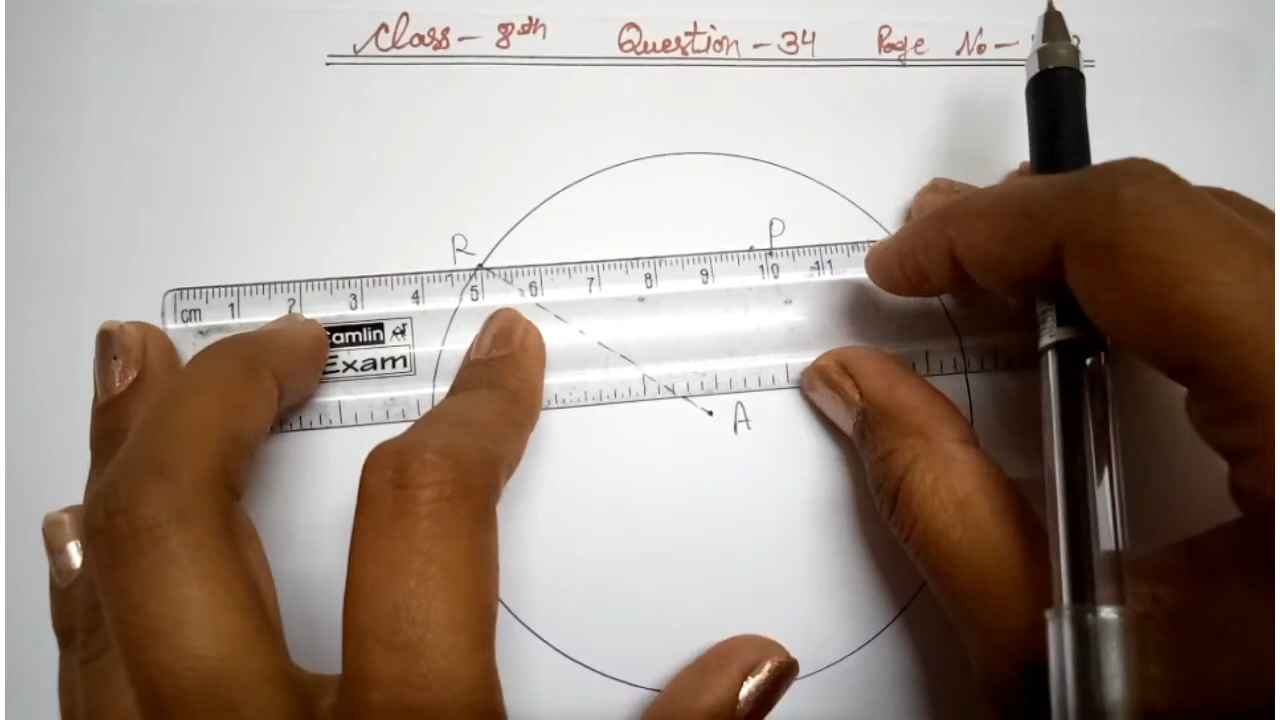 Class - 8th Question - 34 Page No -
R
P
cm 1 2 3 4 5 6 7 8 9 10 11
amlin
Exam
A